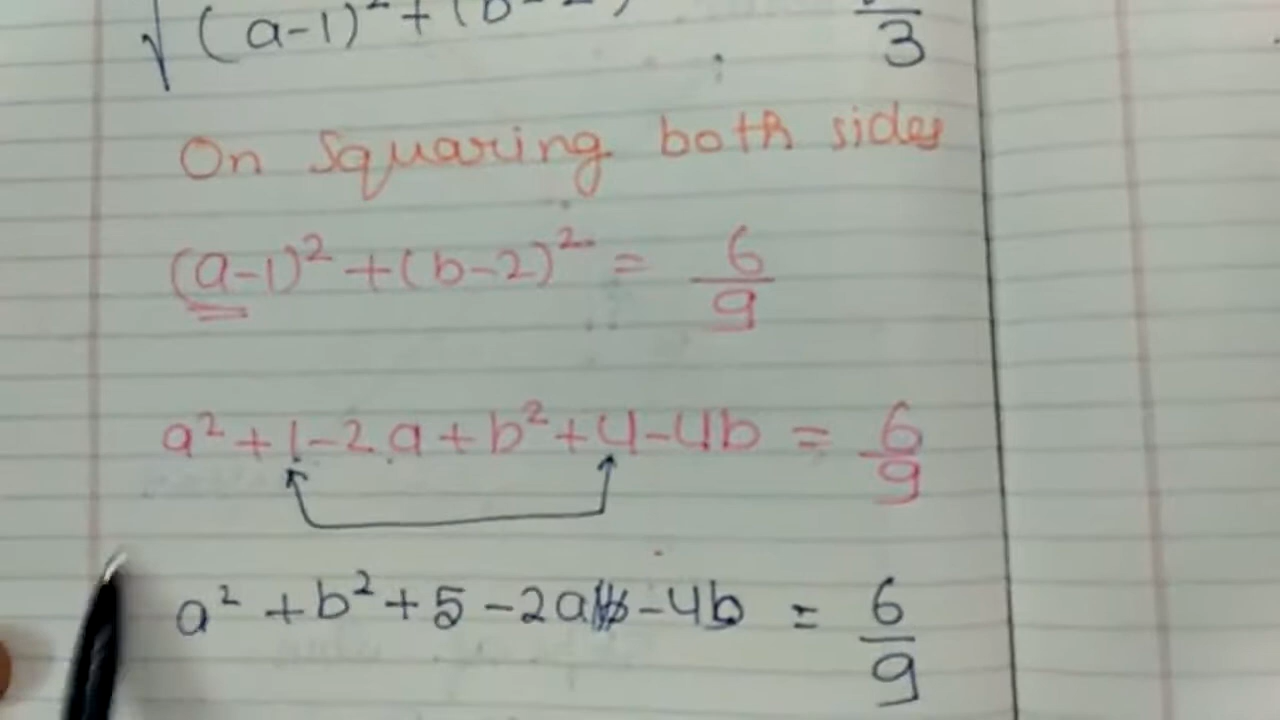 √(a-1)² + (b-2)   3
On Squaring both sides
(a-1)² + (b-2)² = 6/9
a² + 1 - 2a + b² + 4 - 4b = 6/9
a² + b² + 5 - 2a - 4b = 6/9